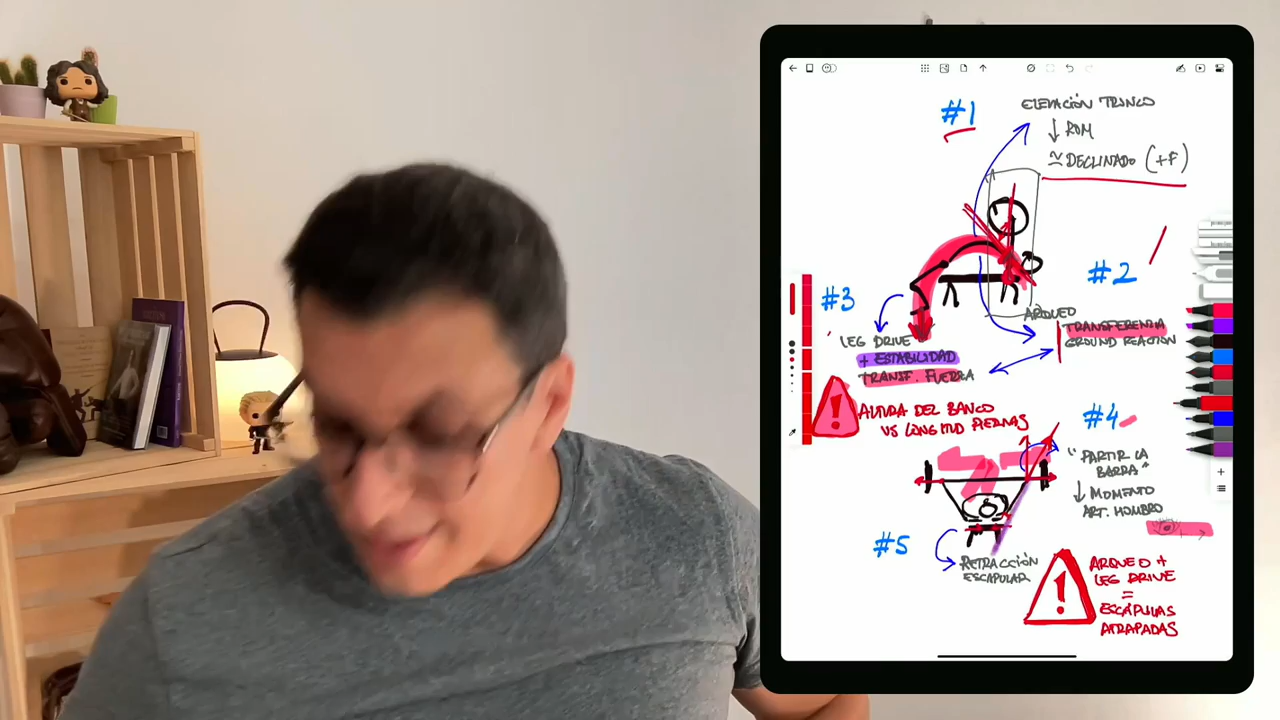 #1
ELEVACIÓN TRONCO
↓ ROM
≃ DECLINADO (+F)
#2
ARQUEO
TRANSFERENCIA
GROUND REACTION
#3
LEG DRIVE
+ ESTABILIDAD
TRANSF. FUERZA
!
ALTURA DEL BANCO
VS LONGITUD PIERNAS
#4
"PARTIR LA
BARRA"
↓ MOMENTO
ART. HOMBRO
#5
RETRACCIÓN
ESCAPULAR
!
ARQUEO +
LEG DRIVE
=
ESCÁPULAS
ATRAPADAS